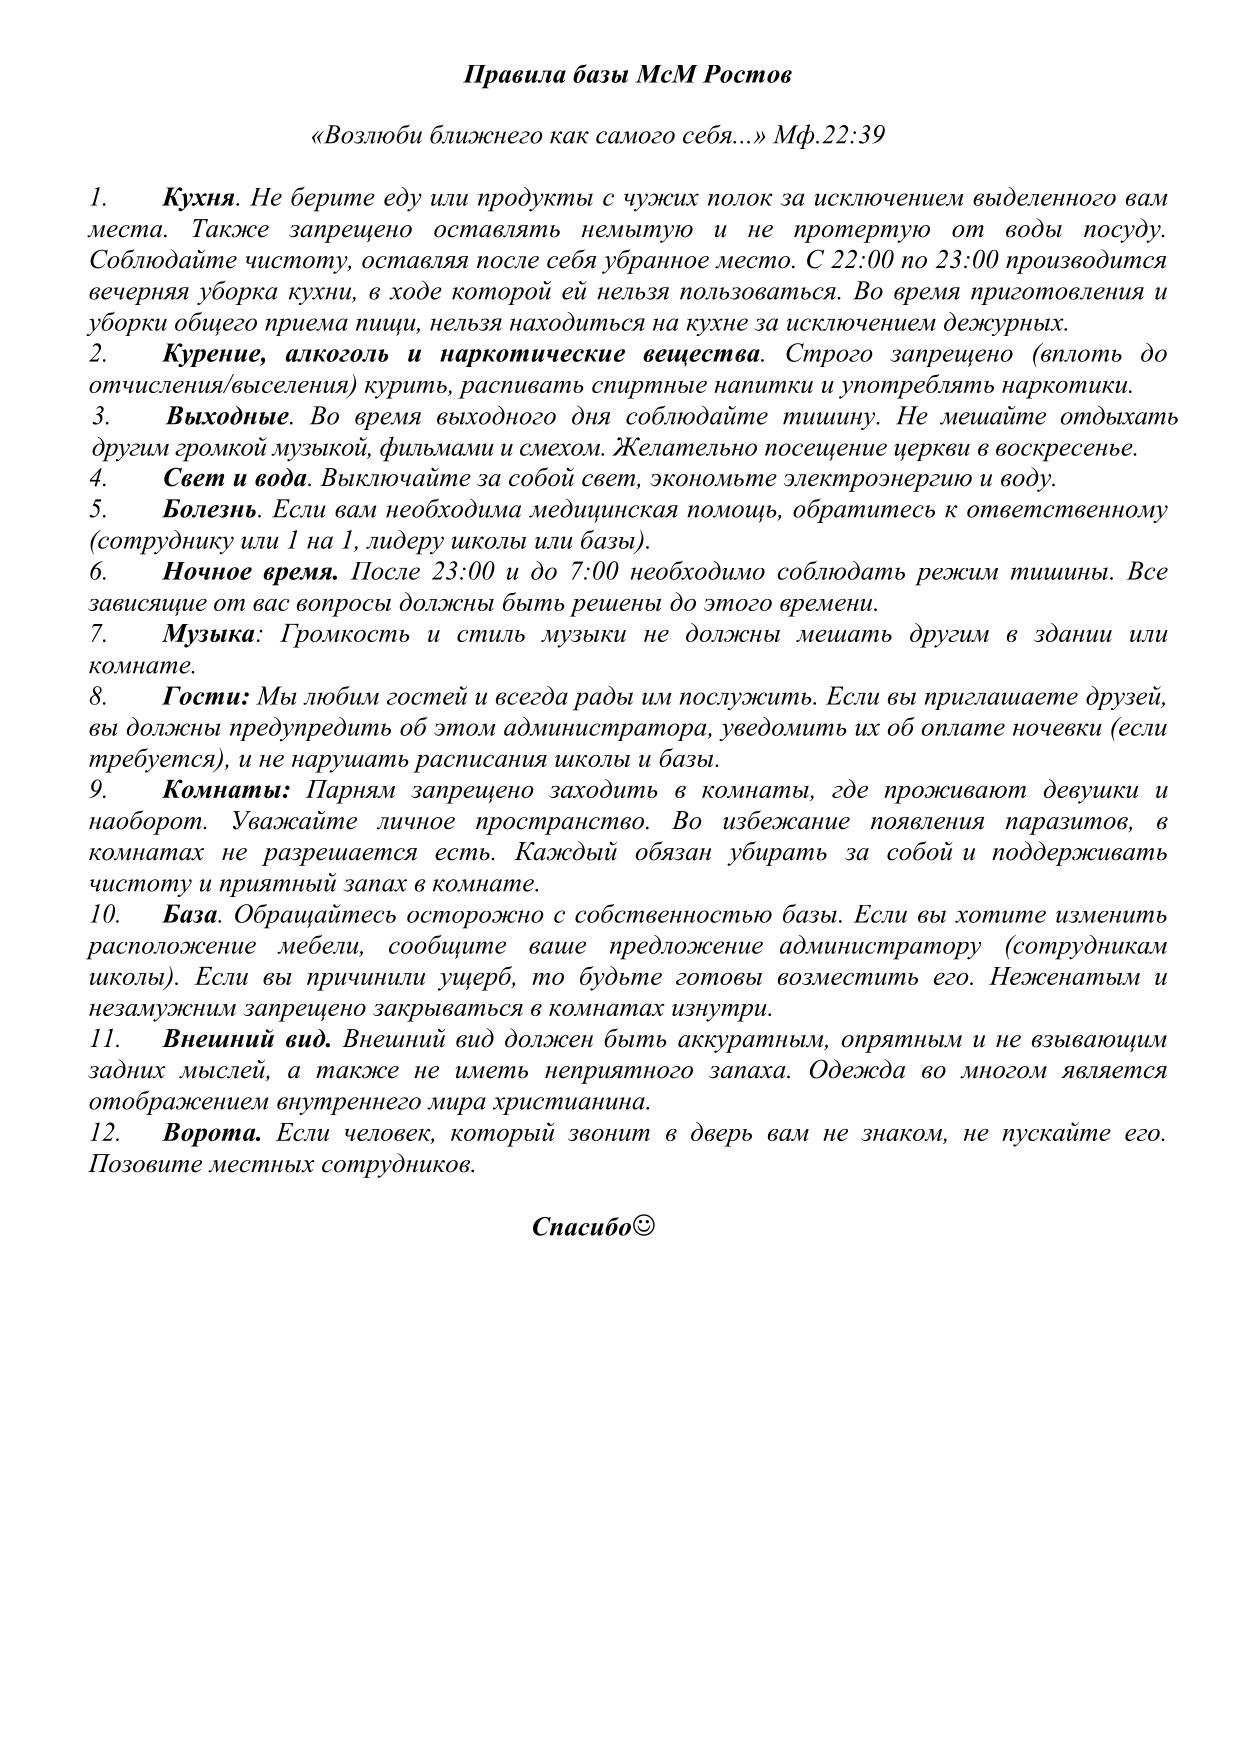 Правила базы МсМ Ростов
«Возлюби ближнего как самого себя...» Мф.22:39
1. Кухня. Не берите еду или продукты с чужих полок за исключением выделенного вам
места. Также запрещено оставлять немытую и не протертую от воды посуду.
Соблюдайте чистоту, оставляя после себя убранное место. С 22:00 по 23:00 производится
вечерняя уборка кухни, в ходе которой ей нельзя пользоваться. Во время приготовления и
уборки общего приема пищи, нельзя находиться на кухне за исключением дежурных.
2. Курение, алкоголь и наркотические вещества. Строго запрещено (вплоть до
отчисления/выселения) курить, распивать спиртные напитки и употреблять наркотики.
3. Выходные. Во время выходного дня соблюдайте тишину. Не мешайте отдыхать
другим громкой музыкой, фильмами и смехом. Желательно посещение церкви в воскресенье.
4. Свет и вода. Выключайте за собой свет, экономьте электроэнергию и воду.
5. Болезнь. Если вам необходима медицинская помощь, обратитесь к ответственному
(сотруднику или 1 на 1, лидеру школы или базы).
6. Ночное время. После 23:00 и до 7:00 необходимо соблюдать режим тишины. Все
зависящие от вас вопросы должны быть решены до этого времени.
7. Музыка: Громкость и стиль музыки не должны мешать другим в здании или
комнате.
8. Гости: Мы любим гостей и всегда рады им послужить. Если вы приглашаете друзей,
вы должны предупредить об этом администратора, уведомить их об оплате ночевки (если
требуется), и не нарушать расписания школы и базы.
9. Комнаты: Парням запрещено заходить в комнаты, где проживают девушки и
наоборот. Уважайте личное пространство. Во избежание появления паразитов, в
комнатах не разрешается есть. Каждый обязан убирать за собой и поддерживать
чистоту и приятный запах в комнате.
10. База. Обращайтесь осторожно с собственностью базы. Если вы хотите изменить
расположение мебели, сообщите ваше предложение администратору (сотрудникам
школы). Если вы причинили ущерб, то будьте готовы возместить его. Неженатым и
незамужним запрещено закрываться в комнатах изнутри.
11. Внешний вид. Внешний вид должен быть аккуратным, опрятным и не взывающим
задних мыслей, а также не иметь неприятного запаха. Одежда во многом является
отображением внутреннего мира христианина.
12. Ворота. Если человек, который звонит в дверь вам не знаком, не пускайте его.
Позовите местных сотрудников.
Спасибо☺